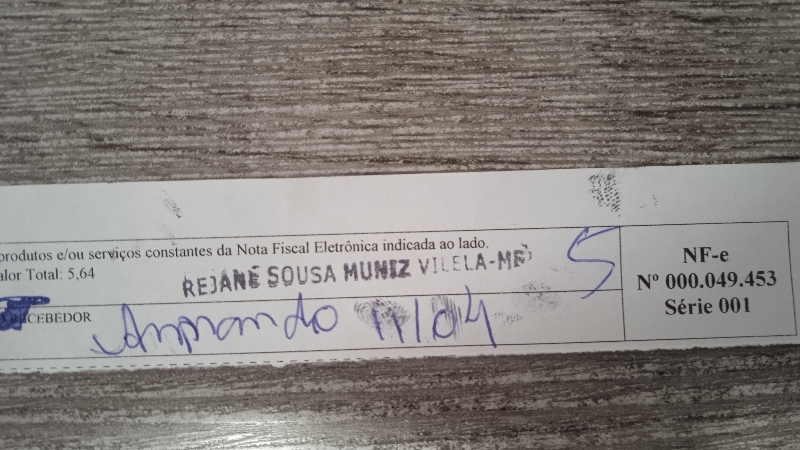 produtos e/ou serviços constantes da Nota Fiscal Eletrônica indicada ao lado.
alor Total: 5,64
REJANE SOUSA MUNIZ VILELA-ME
5
RECEBEDOR
11/04
NF-e
Nº 000.049.453
Série 001